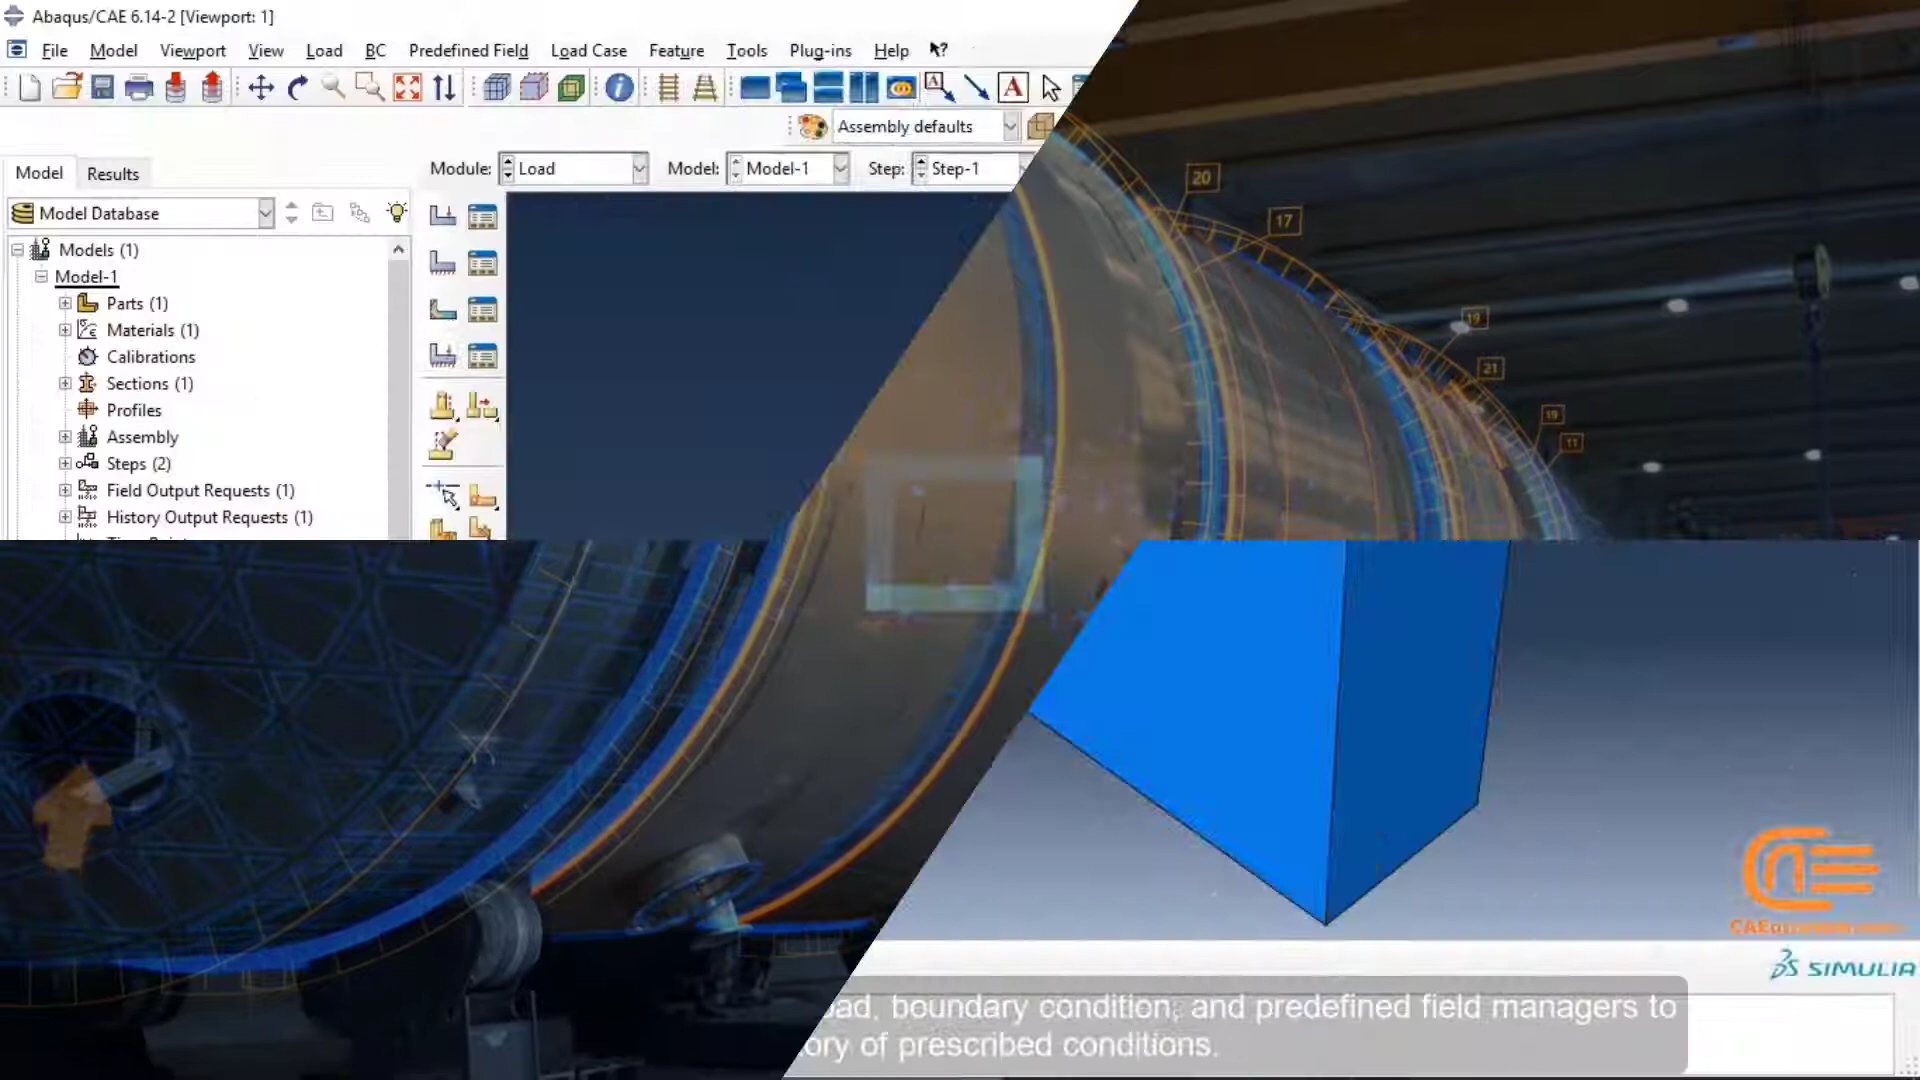 Abaqus/CAE 6.14-2 [Viewport: 1]
File Model Viewport View Load BC Predefined Field Load Case Feature Tools Plug-ins Help
A
A
Assembly defaults
Model Results
Module: Load Model: Model-1 Step: Step-1
Model Database
Models (1)
Model-1
Parts (1)
Materials (1)
Calibrations
Sections (1)
Profiles
Assembly
Steps (2)
Field Output Requests (1)
History Output Requests (1)
20
17
19
21
19
11
SIMULIA
boundary condition, and predefined field managers to
of prescribed conditions.